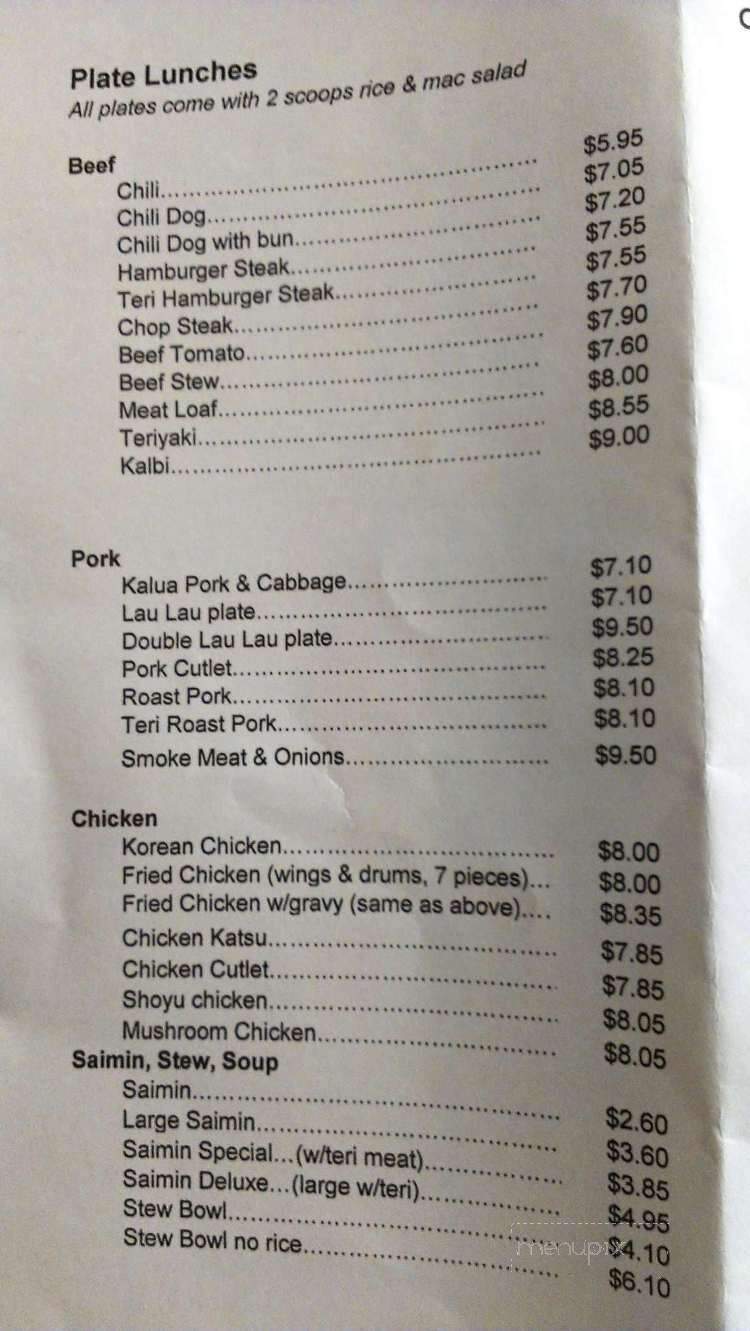 Plate Lunches
All plates come with 2 scoops rice & mac salad
Beef
Chili.......... $5.95
Chili Dog.......... $7.05
Chili Dog with bun.......... $7.20
Hamburger Steak.......... $7.55
Teri Hamburger Steak.......... $7.55
Chop Steak.......... $7.70
Beef Tomato.......... $7.90
Beef Stew.......... $7.60
Meat Loaf.......... $8.00
Teriyaki.......... $8.55
Kalbi.......... $9.00
Pork
Kalua Pork & Cabbage.......... $7.10
Lau Lau plate.......... $7.10
Double Lau Lau plate.......... $9.50
Pork Cutlet.......... $8.25
Roast Pork.......... $8.10
Teri Roast Pork.......... $8.10
Smoke Meat & Onions.......... $9.50
Chicken
Korean Chicken.......... $8.00
Fried Chicken (wings & drums, 7 pieces)... $8.00
Fried Chicken w/gravy (same as above).... $8.35
Chicken Katsu.......... $7.85
Chicken Cutlet.......... $7.85
Shoyu chicken.......... $8.05
Mushroom Chicken.......... $8.05
Saimin, Stew, Soup
Saimin.......... $2.60
Large Saimin.......... $3.60
Saimin Special...(w/teri meat).......... $3.85
Saimin Deluxe...(large w/teri).......... $4.95
Stew Bowl.......... $4.10
Stew Bowl no rice.......... $6.10
menupix